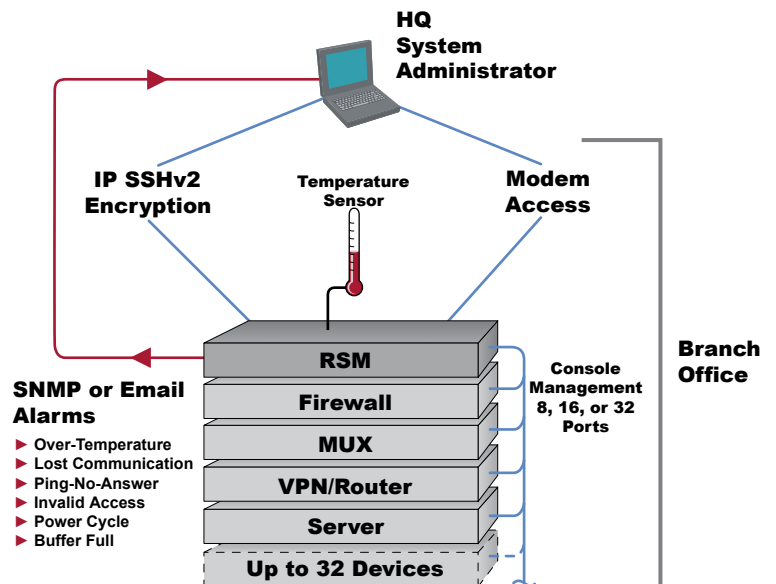 HQ
System
Administrator
IP SSHv2
Encryption
Temperature
Sensor
Modem
Access
RSM
Firewall
MUX
VPN/Router
Server
Up to 32 Devices
Console
Management
8, 16, or 32
Ports
Branch
Office
SNMP or Email
Alarms
► Over-Temperature
► Lost Communication
► Ping-No-Answer
► Invalid Access
► Power Cycle
► Buffer Full